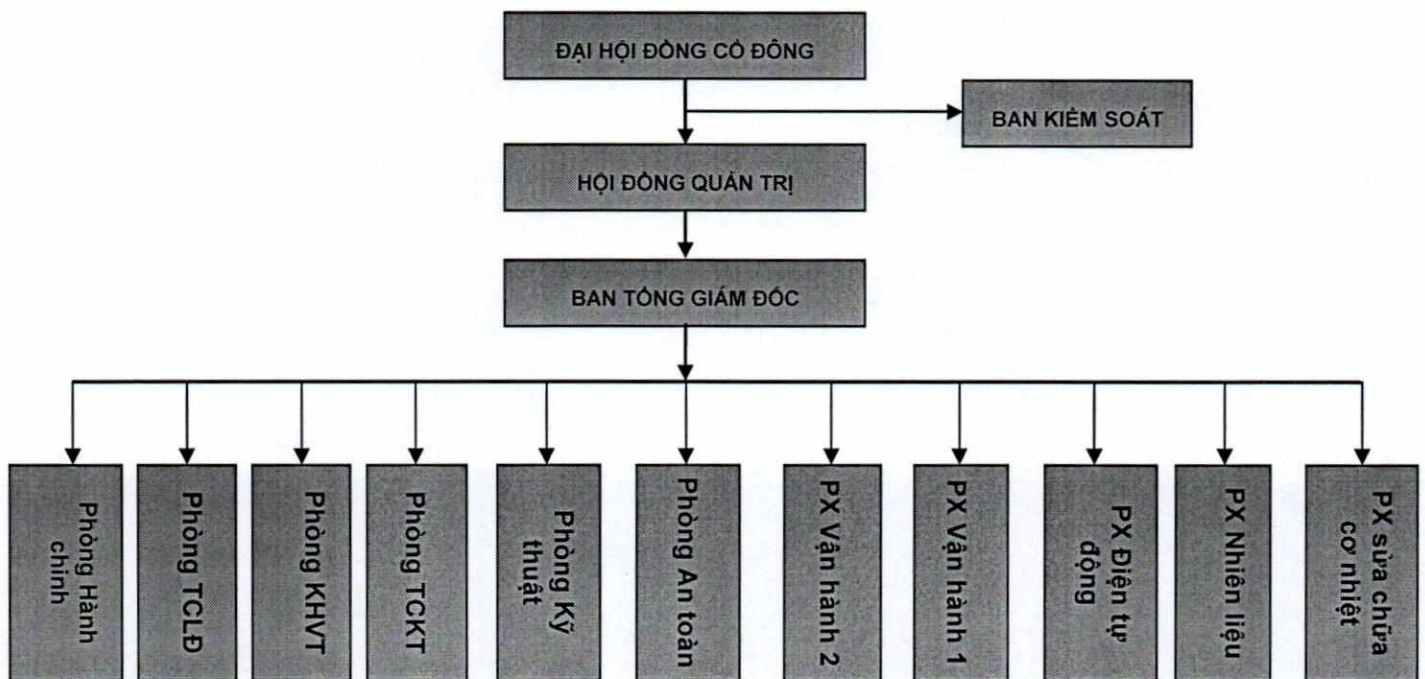 ĐẠI HỘI ĐỒNG CỔ ĐÔNG
BAN KIỂM SOÁT
HỘI ĐỒNG QUẢN TRỊ
BAN TỔNG GIÁM ĐỐC
Phòng Hành
chính
Phòng TCLĐ
Phòng KHVT
Phòng TCKT
Phòng Kỹ
thuật
Phòng An toàn
PX Vận hành 2
PX Vận hành 1
PX Điện tự
động
PX Nhiên liệu
PX sửa chữa
cơ nhiệt